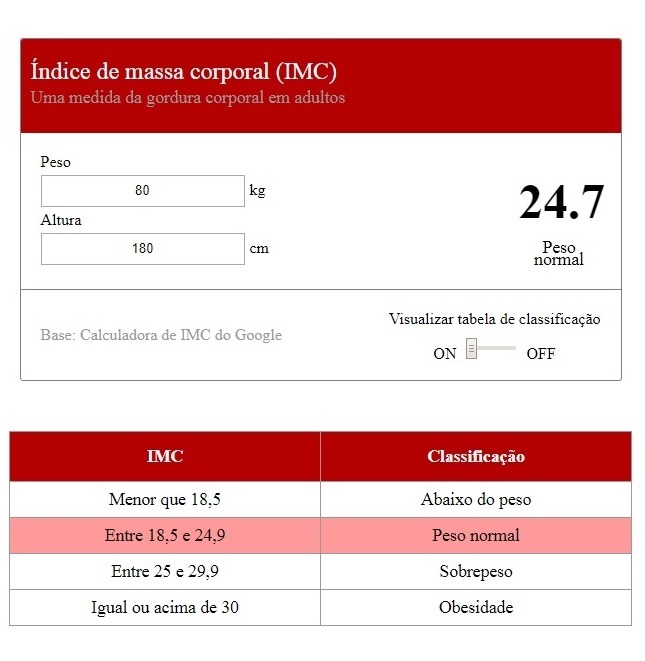 Índice de massa corporal (IMC)
Uma medida da gordura corporal em adultos
Peso
80 kg
Altura
180 cm
24.7
Peso
normal
Base: Calculadora de IMC do Google
Visualizar tabela de classificação
ON OFF
IMC Classificação
Menor que 18,5 Abaixo do peso
Entre 18,5 e 24,9 Peso normal
Entre 25 e 29,9 Sobrepeso
Igual ou acima de 30 Obesidade